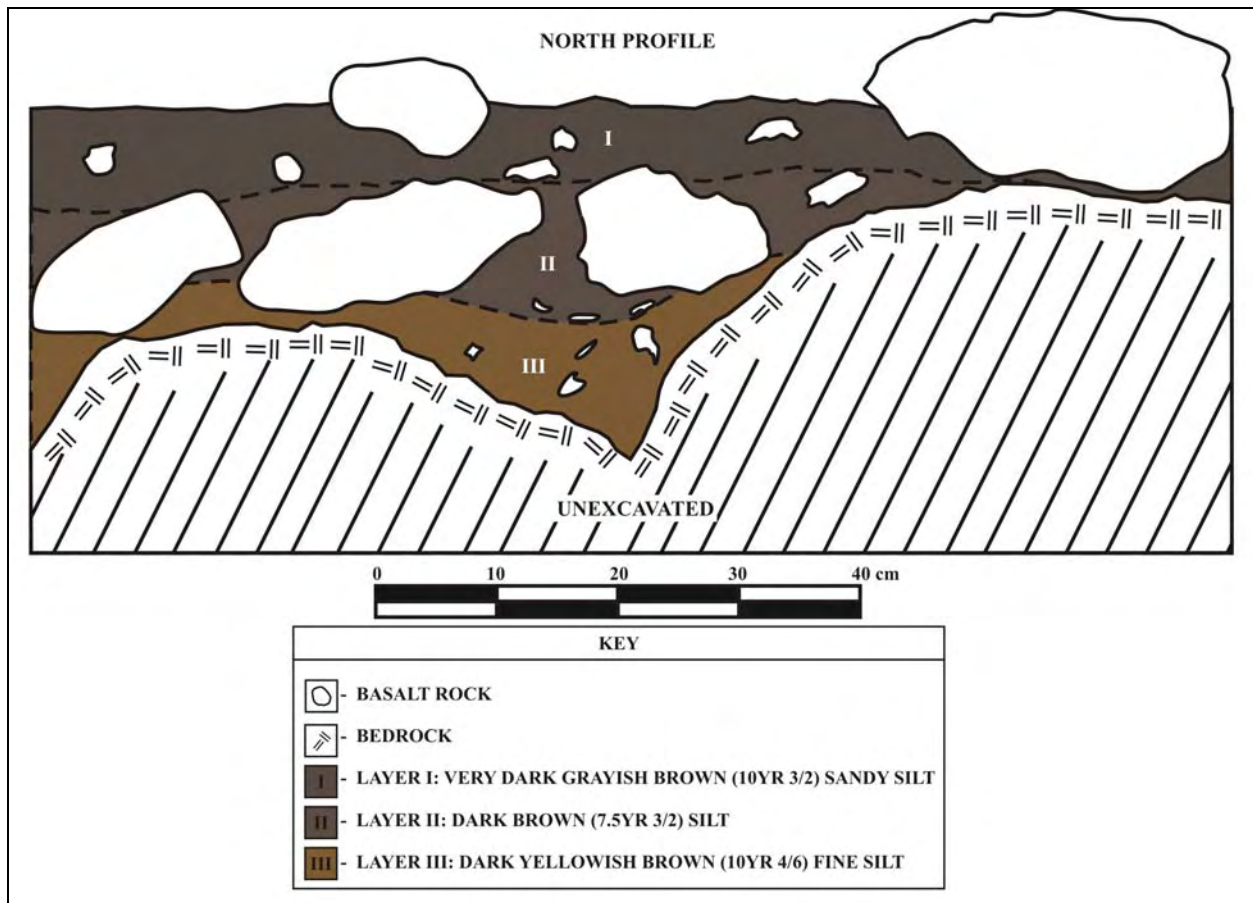 NORTH PROFILE
I
II
III
UNEXCAVATED
0 10 20 30 40 cm
KEY
- BASALT ROCK
- BEDROCK
I - LAYER I: VERY DARK GRAYISH BROWN (10YR 3/2) SANDY SILT
II - LAYER II: DARK BROWN (7.5YR 3/2) SILT
III - LAYER III: DARK YELLOWISH BROWN (10YR 4/6) FINE SILT